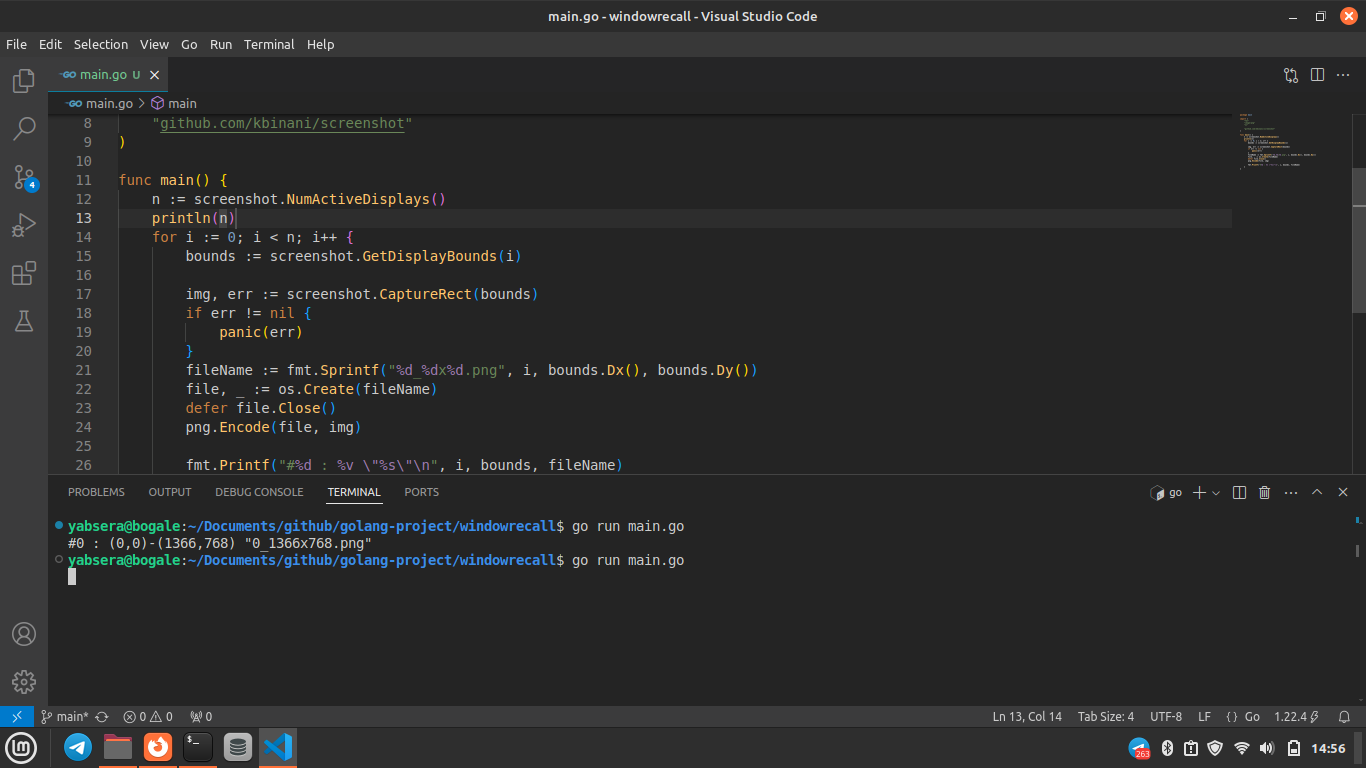 main.go - windowrecall - Visual Studio Code
File Edit Selection View Go Run Terminal Help
GO main.go U
GO main.go > main
8 "github.com/kbinani/screenshot"
9 )
10
11 func main() {
12 n := screenshot.NumActiveDisplays()
13 println(n)
14 for i := 0; i < n; i++ {
15 bounds := screenshot.GetDisplayBounds(i)
16
17 img, err := screenshot.CaptureRect(bounds)
18 if err != nil {
19 panic(err)
20 }
21 fileName := fmt.Sprintf("%d_%dx%d.png", i, bounds.Dx(), bounds.Dy())
22 file, _ := os.Create(fileName)
23 defer file.Close()
24 png.Encode(file, img)
25
26 fmt.Printf("#%d : %v \"%s\"\n", i, bounds, fileName)
4
PROBLEMS OUTPUT DEBUG CONSOLE TERMINAL PORTS go
yabsera@bogale:~/Documents/github/golang-project/windowrecall$ go run main.go
#0 : (0,0)-(1366,768) "0_1366x768.png"
yabsera@bogale:~/Documents/github/golang-project/windowrecall$ go run main.go
main* 0 0 0 Ln 13, Col 14 Tab Size: 4 UTF-8 LF {} Go 1.22.4
$_ 263 14:56